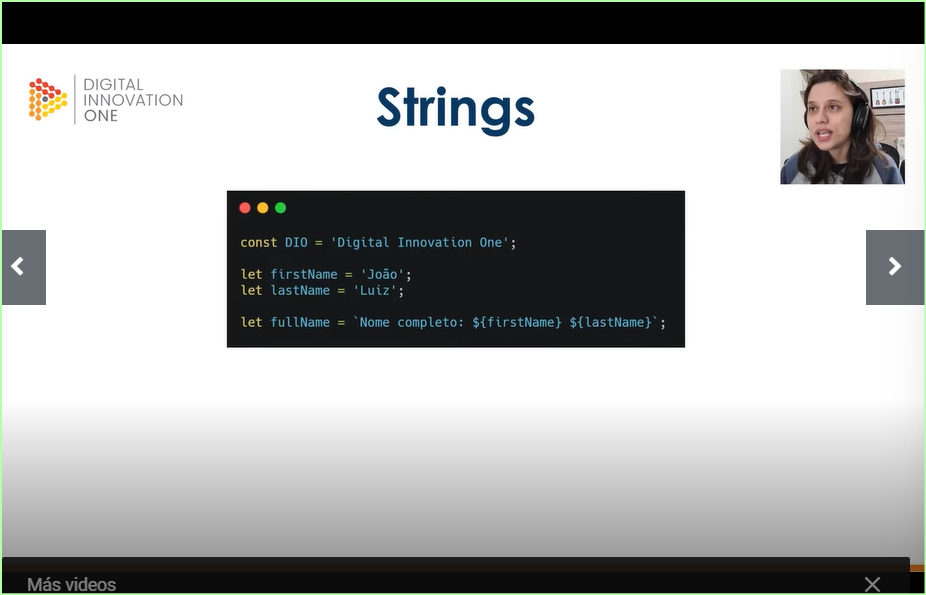 DIGITAL
INNOVATION
ONE
Strings
const DIO = 'Digital Innovation One';
let firstName = 'João';
let lastName = 'Luiz';
let fullName = `Nome completo: ${firstName} ${lastName}`;
Más videos